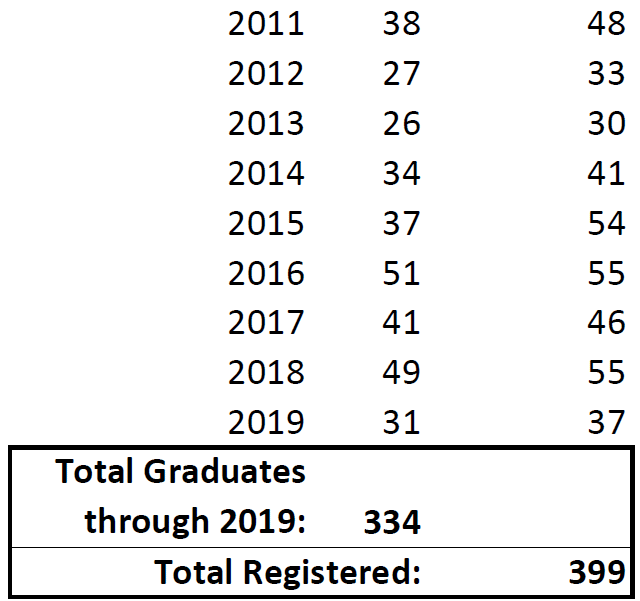 2011 38 48
2012 27 33
2013 26 30
2014 34 41
2015 37 54
2016 51 55
2017 41 46
2018 49 55
2019 31 37
Total Graduates
through 2019: 334
Total Registered: 399